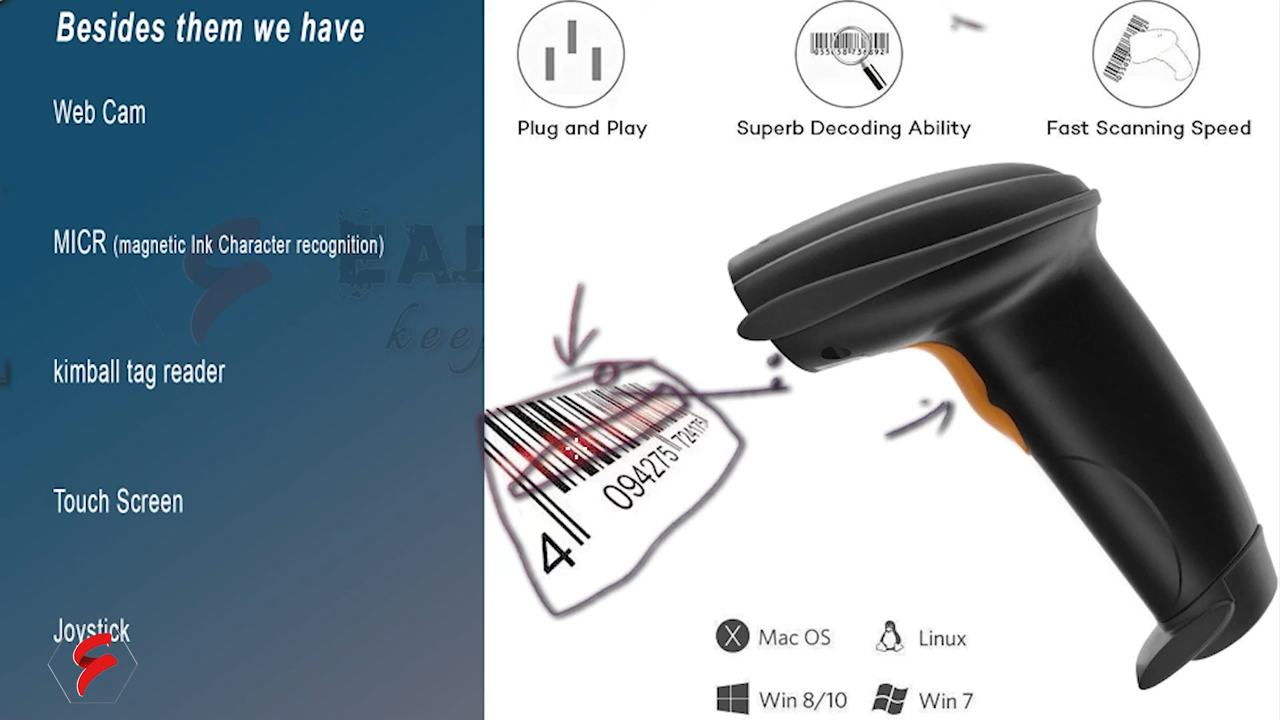 Besides them we have
Web Cam
MICR (magnetic Ink Character recognition)
kimball tag reader
Touch Screen
Joystick
Plug and Play
Superb Decoding Ability
Fast Scanning Speed
4
094275
724175
Mac OS
Linux
Win 8/10
Win 7